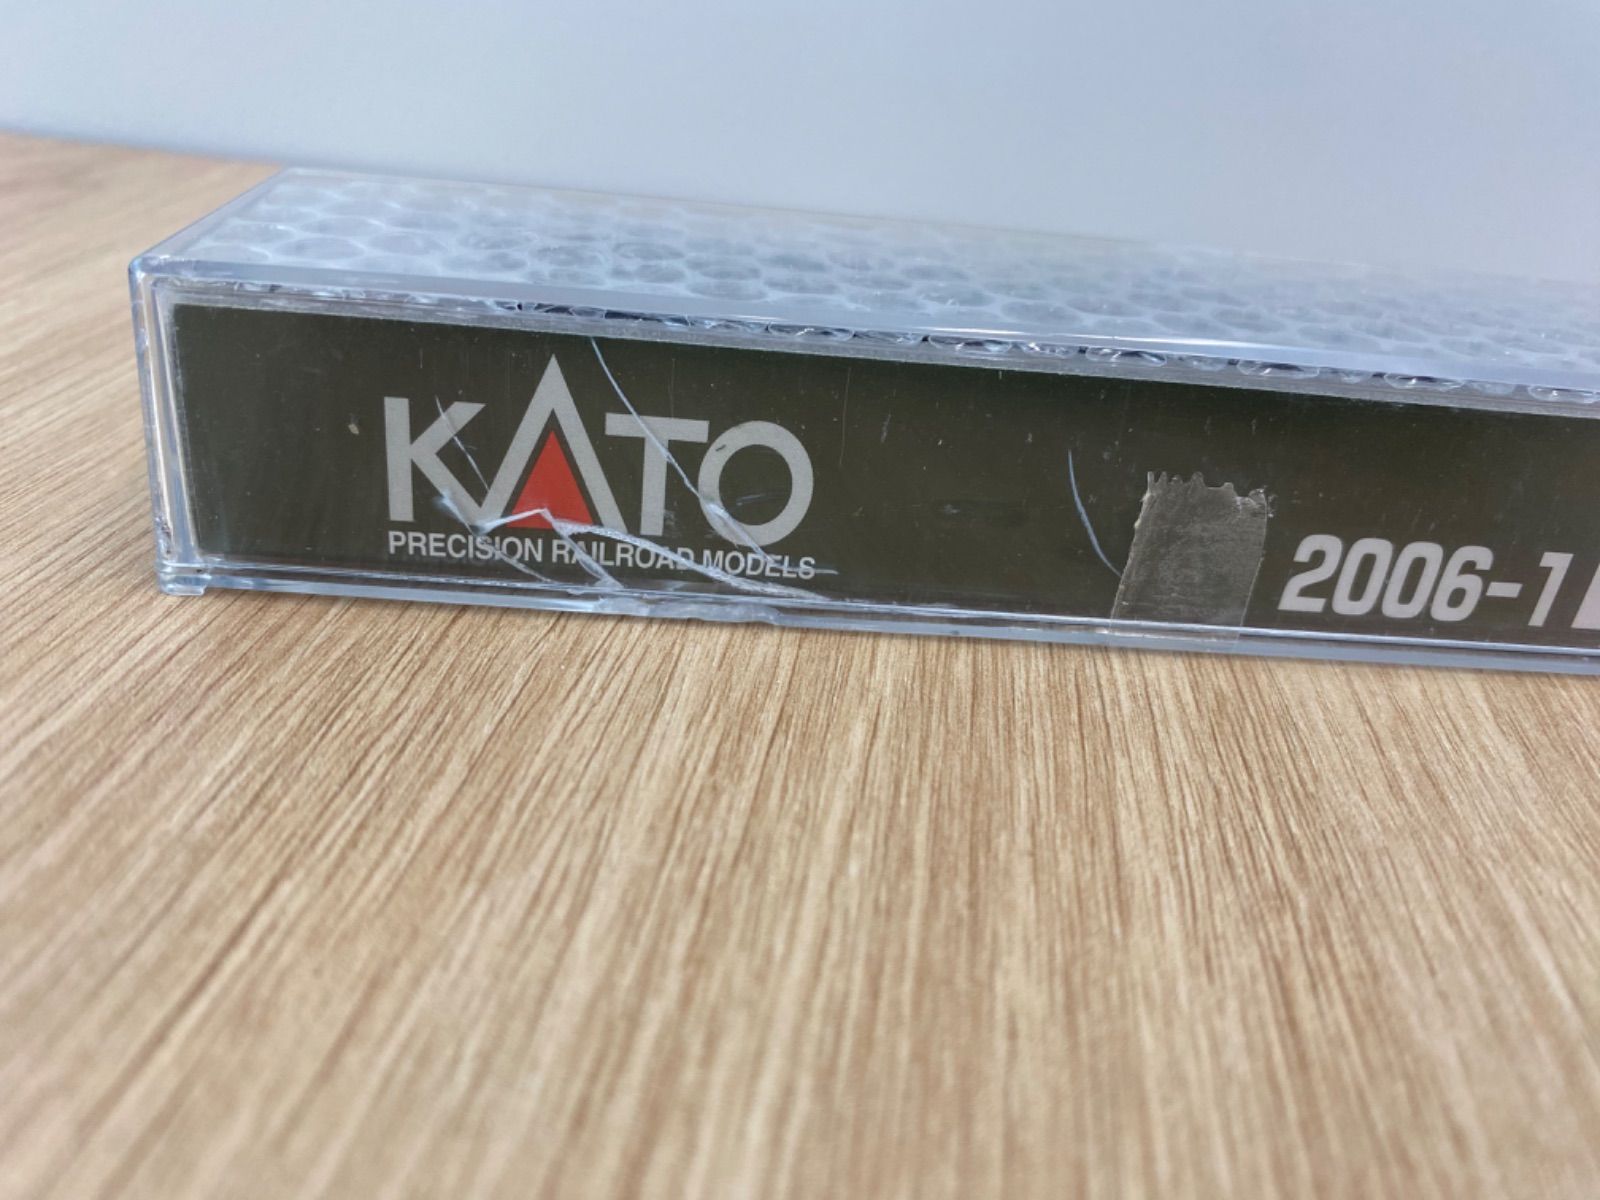 KATO
PRECISION RAILROAD MODELS
2006-1